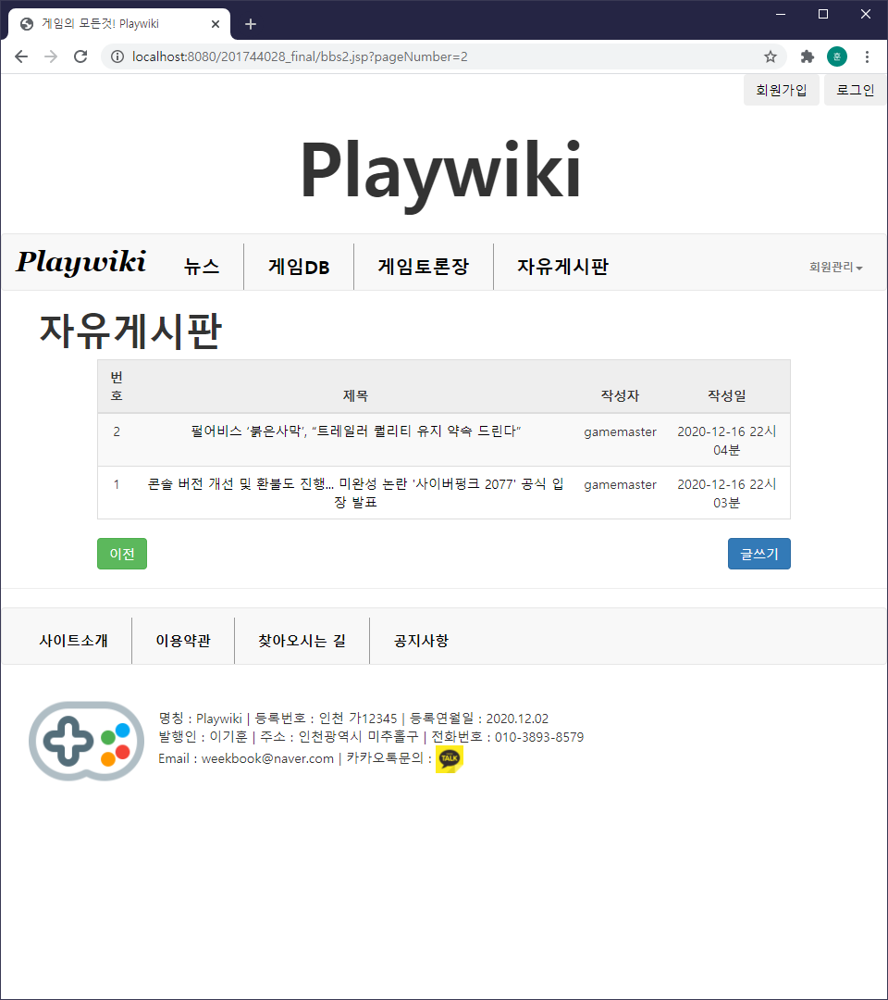 게임의 모든것! Playwiki
localhost:8080/201744028_final/bbs2.jsp?pageNumber=2
훈
회원가입 로그인
Playwiki
Playwiki 뉴스 게임DB 게임토론장 자유게시판 회원관리
자유게시판
번호 제목 작성자 작성일
2 펄어비스 ‘붉은사막’, “트레일러 퀄리티 유지 약속 드린다” gamemaster 2020-12-16 22시
04분
1 콘솔 버전 개선 및 환불도 진행... 미완성 논란 '사이버펑크 2077' 공식 입 gamemaster 2020-12-16 22시
장 발표 03분
이전 글쓰기
사이트소개 이용약관 찾아오시는 길 공지사항
명칭 : Playwiki | 등록번호 : 인천 가12345 | 등록연월일 : 2020.12.02
발행인 : 이기훈 | 주소 : 인천광역시 미추홀구 | 전화번호 : 010-3893-8579
Email : weekbook@naver.com | 카카오톡문의 : TALK